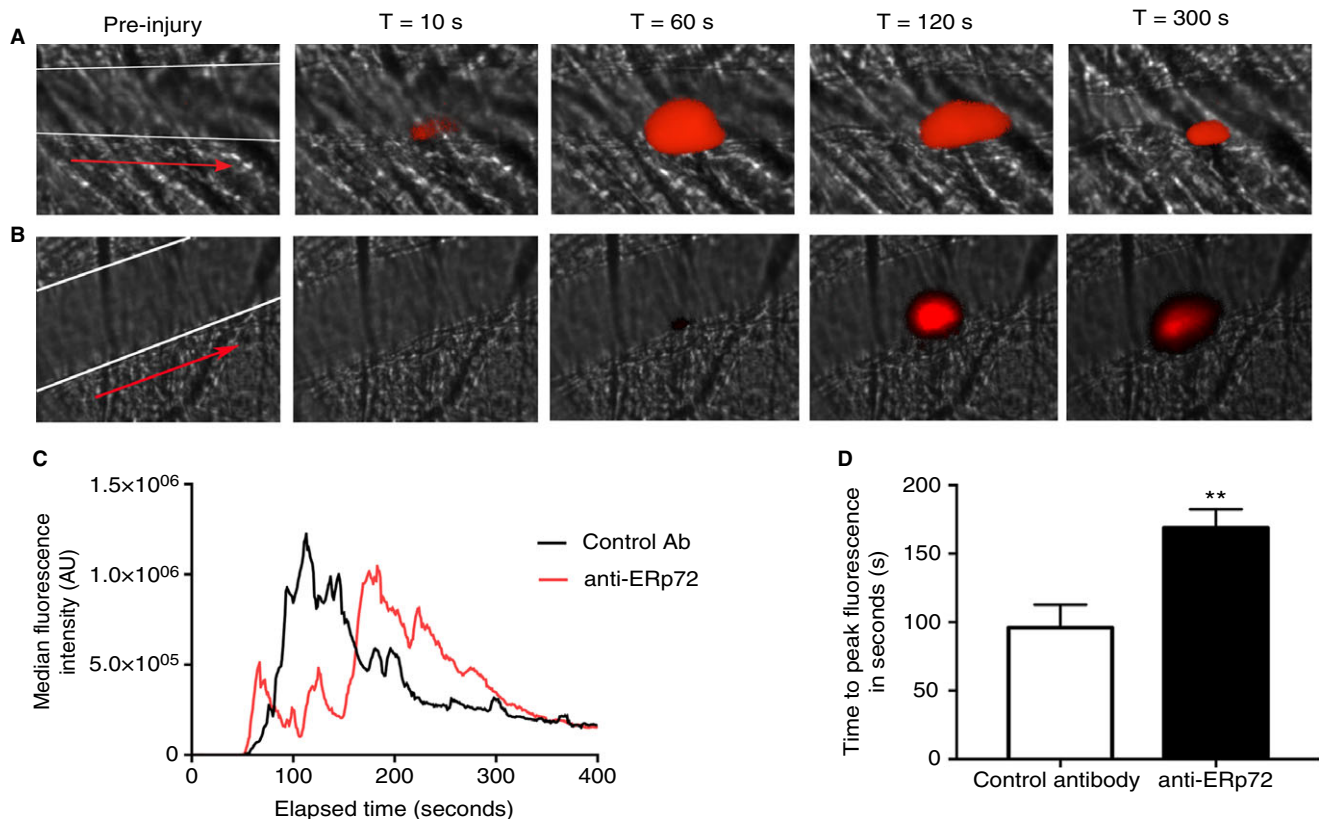 Pre-injury T = 10 s T = 60 s T = 120 s T = 300 s
A
B
C
Median fluorescence
intensity (AU)
1.5×10⁰⁶
1.0×10⁰⁶
5.0×10⁰⁵
0
0 100 200 300 400
Elapsed time (seconds)
Control Ab
anti-ERp72
D
Time to peak fluorescence
in seconds (s)
200
150
100
50
0
**
Control antibody anti-ERp72